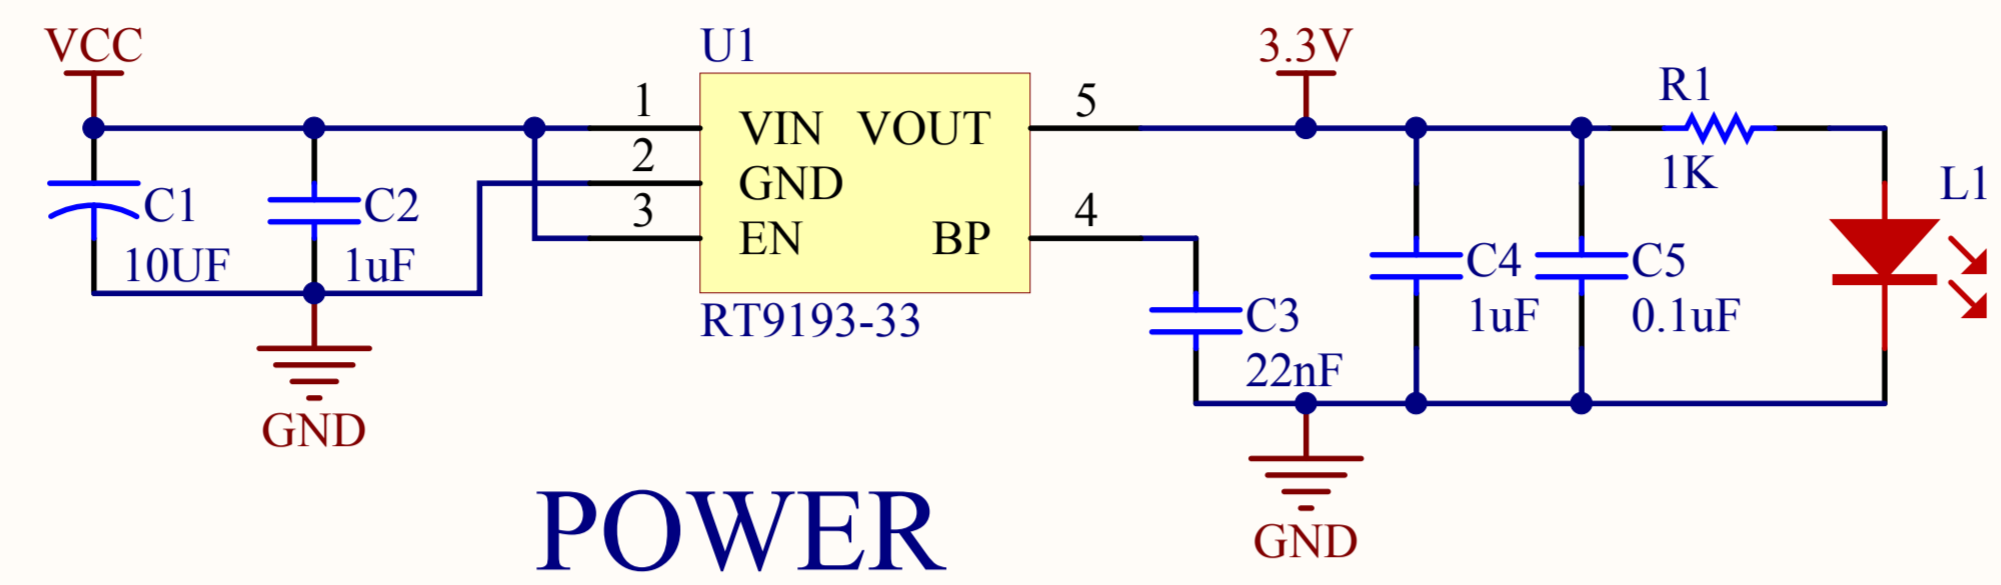 VCC
U1
3.3V
1
5
R1
VIN
VOUT
2
1K
GND
L1
C1
C2
3
4
EN
BP
10UF
1uF
C3
C4
C5
RT9193-33
1uF
0.1uF
22nF
GND
POWER
GND